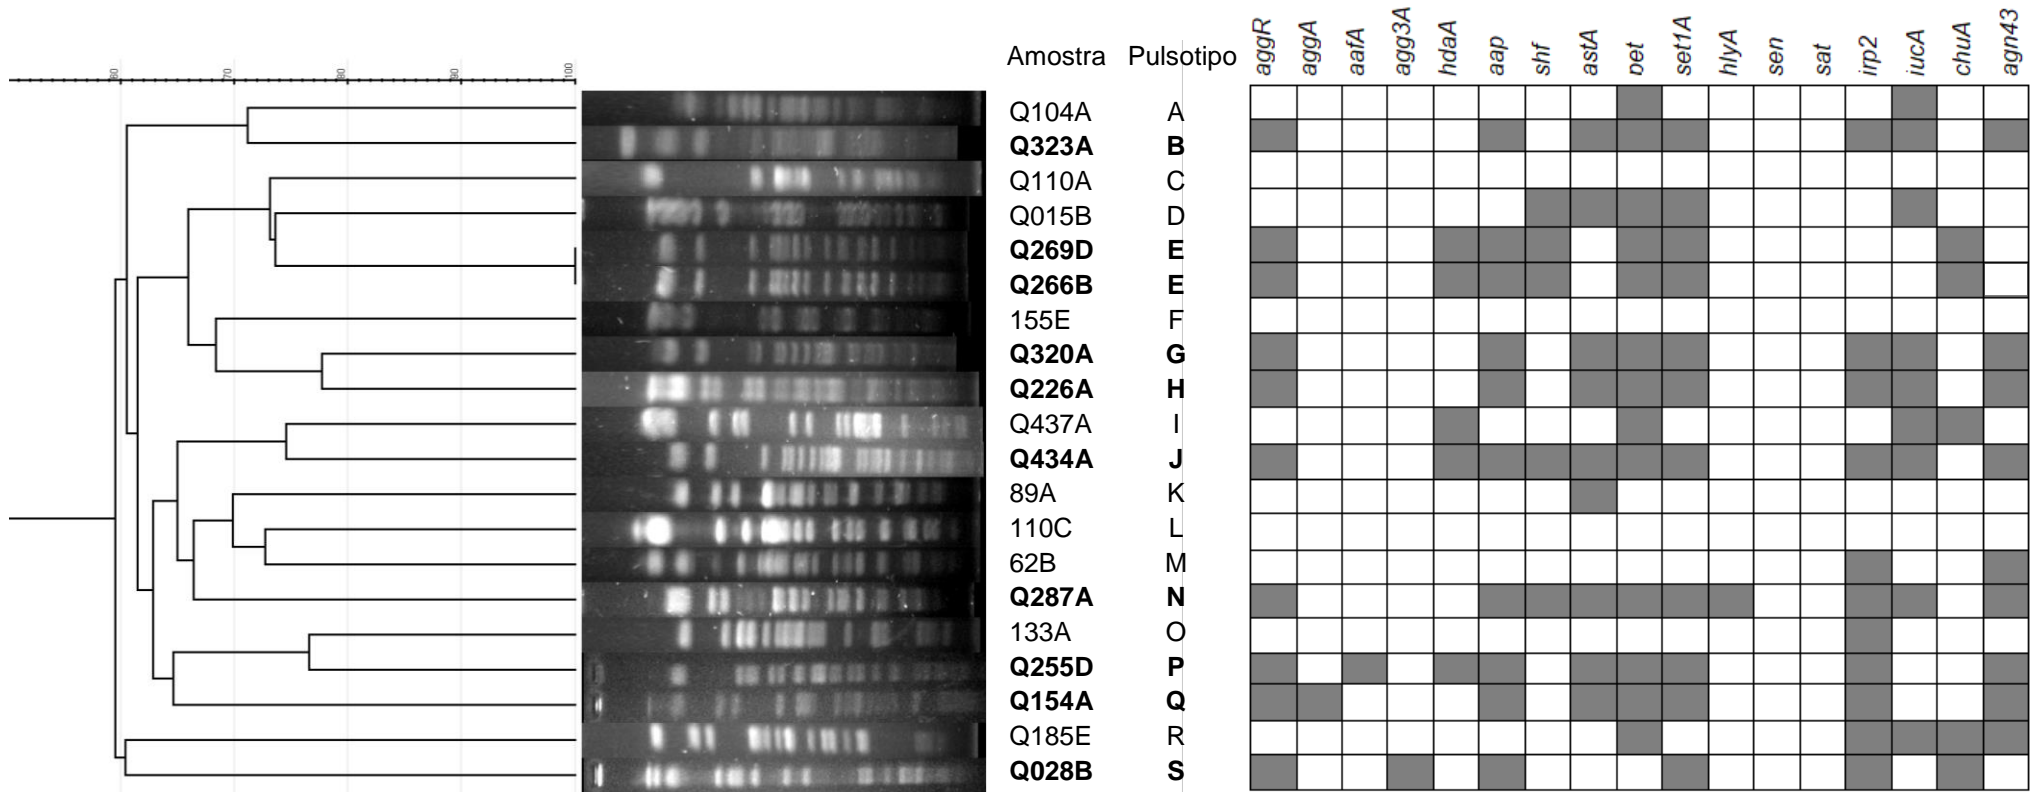 60 70 80 90 100
Amostra Pulsotipo aggR aggA aafA agg3A hdaA aap shf astA pet set1A hlyA sen sat irp2 iucA chuA agn43
Q104A A
Q323A B
Q110A C
Q015B D
Q269D E
Q266B E
155E F
Q320A G
Q226A H
Q437A I
Q434A J
89A K
110C L
62B M
Q287A N
133A O
Q255D P
Q154A Q
Q185E R
Q028B S